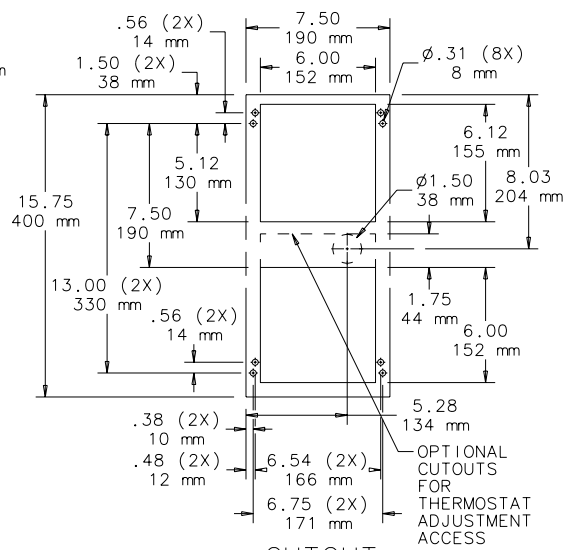 .56 (2X)
14 mm
7.50
190 mm
n
1.50 (2X)
38 mm
6.00
152 mm
Ø.31 (8X)
8 mm
6.12
155 mm
5.12
130 mm
Ø1.50
38 mm
8.03
204 mm
15.75
400 mm
7.50
190 mm
13.00 (2X)
330 mm
1.75
44 mm
.56 (2X)
14 mm
6.00
152 mm
.38 (2X)
10 mm
5.28
134 mm
.48 (2X)
12 mm
6.54 (2X)
166 mm
6.75 (2X)
171 mm
OPTIONAL
CUTOUTS
FOR
THERMOSTAT
ADJUSTMENT
ACCESS